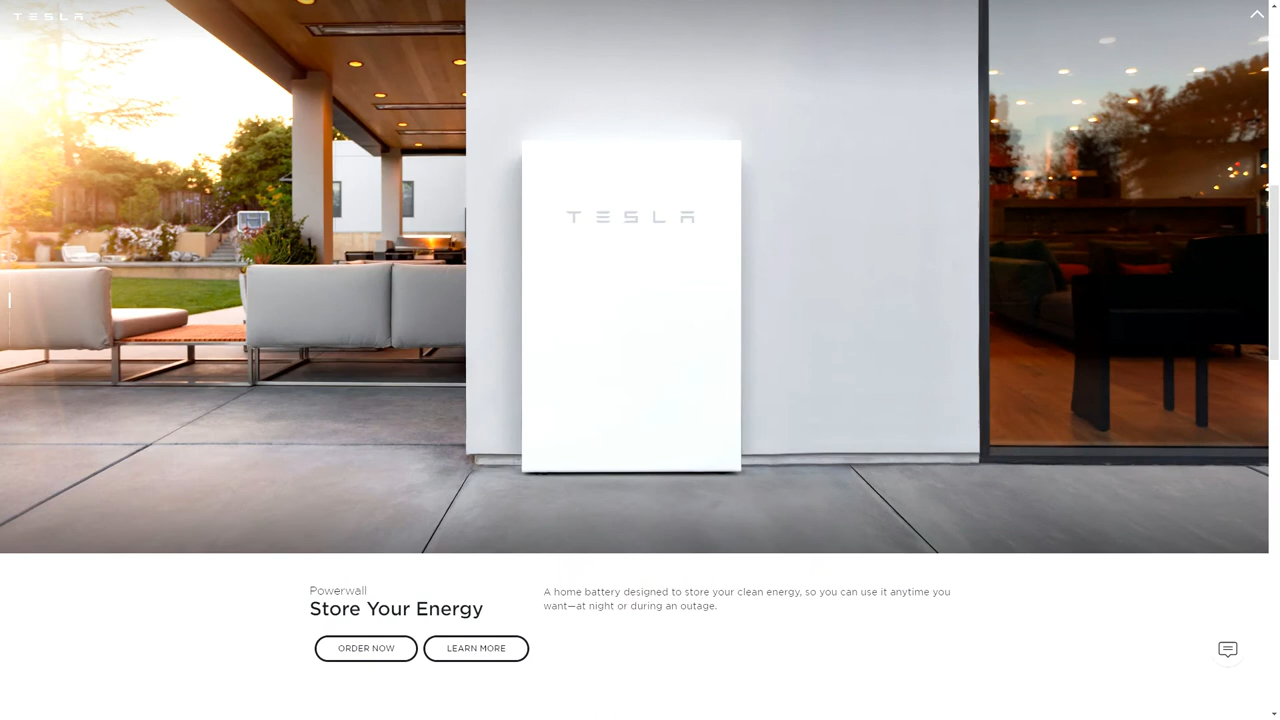 TESLA
TESLA
Powerwall
Store Your Energy
A home battery designed to store your clean energy, so you can use it anytime you
want—at night or during an outage.
ORDER NOW
LEARN MORE